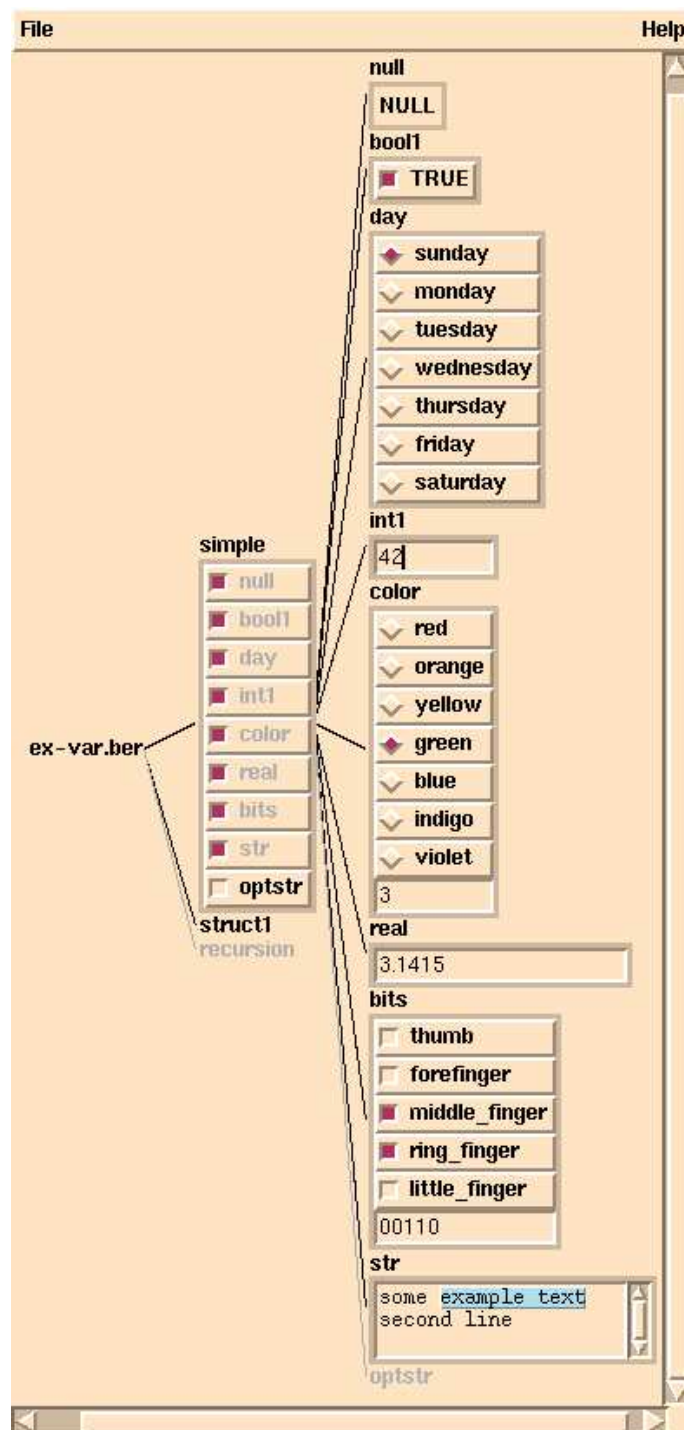 File Help
null
NULL
bool1
TRUE
day
sunday
monday
tuesday
wednesday
thursday
friday
saturday
int1
42
color
red
orange
yellow
green
blue
indigo
violet
3
real
3.1415
bits
thumb
forefinger
middle_finger
ring_finger
little_finger
00110
str
some example text
second line
optstr
simple
null
bool1
day
int1
color
real
bits
str
optstr
struct1
recursion
ex-var.ber